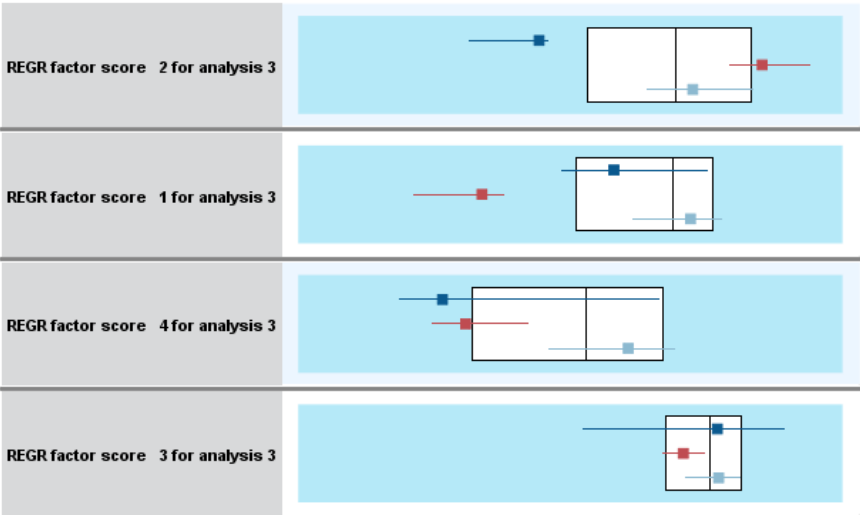 REGR factor score 2 for analysis 3
REGR factor score 1 for analysis 3
REGR factor score 4 for analysis 3
REGR factor score 3 for analysis 3